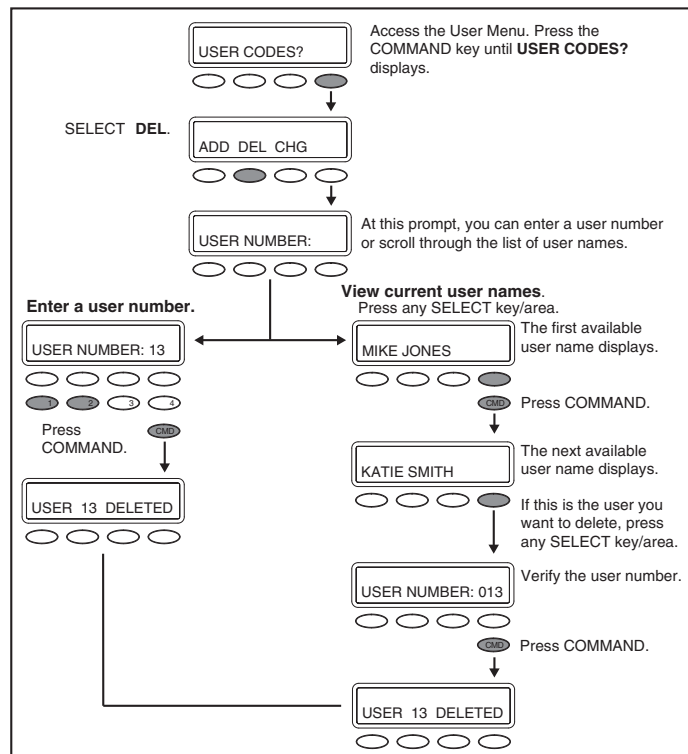 USER CODES?
Access the User Menu. Press the
COMMAND key until USER CODES?
displays.
SELECT DEL.
ADD DEL CHG
USER NUMBER:
At this prompt, you can enter a user number
or scroll through the list of user names.
Enter a user number.
USER NUMBER: 13
1 2 3 4
Press
COMMAND.
CMD
USER 13 DELETED
View current user names.
Press any SELECT key/area.
MIKE JONES
The first available
user name displays.
CMD
Press COMMAND.
KATIE SMITH
The next available
user name displays.
If this is the user you
want to delete, press
any SELECT key/area.
USER NUMBER: 013
Verify the user number.
CMD
Press COMMAND.
USER 13 DELETED